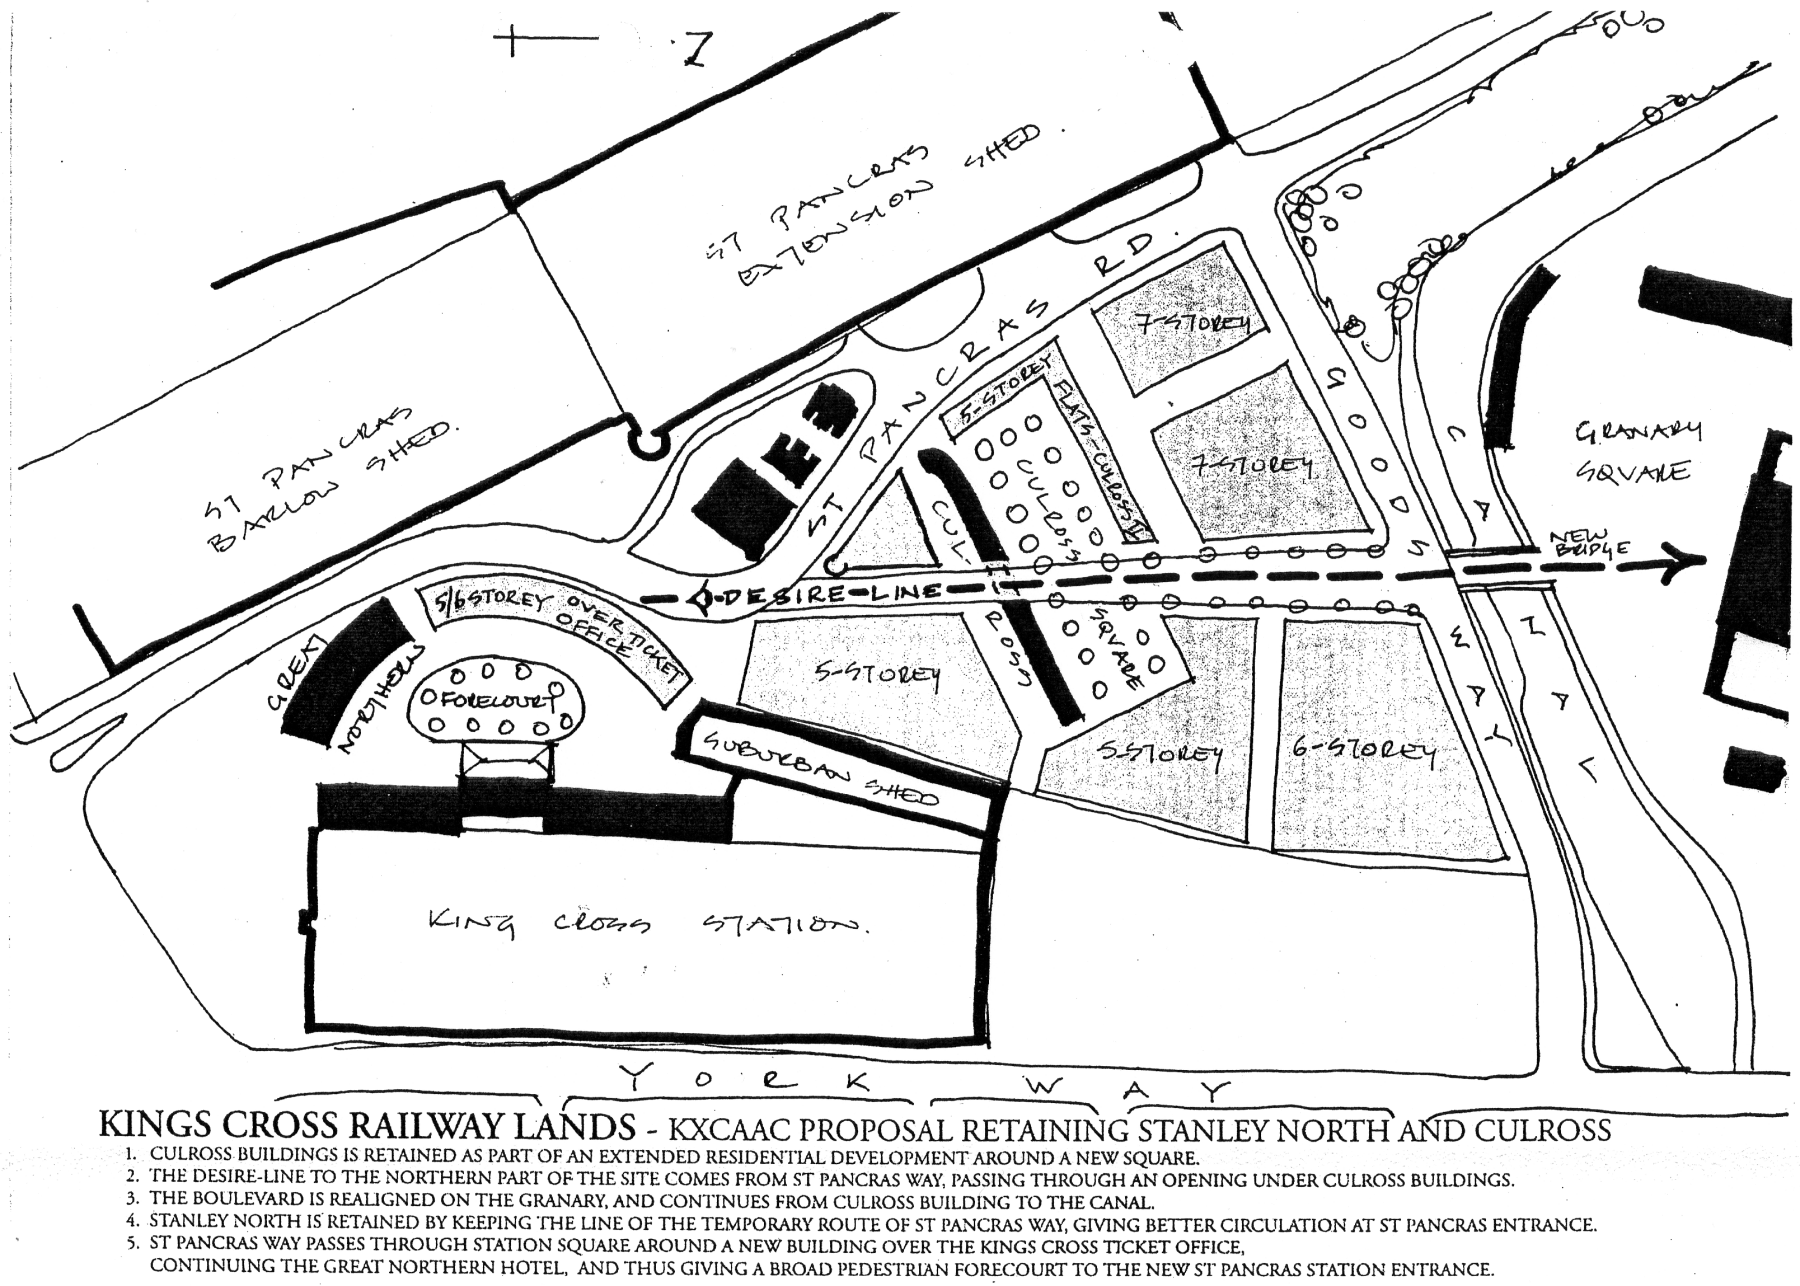 Z
ST PANCRAS
EXTENSION SHED.
ST PANCRAS
BARLOW SHED.
ST PANCRAS RD.
7-STOREY
7-STOREY
5-STOREY
FLATS-CULROSS
CULROSS
SQUARE
CULROSS
GOODS WAY
CANAL
GRANARY
SQUARE
NEW
BRIDGE
DESIRE-LINE
5/6 STOREY OVER TICKET
OFFICE
GREAT
NORTHERN
FORECOURT
5-STOREY
5-STOREY
6-STOREY
SUBURBAN SHED
KING CROSS STATION.
YORK WAY
KINGS CROSS RAILWAY LANDS - KXCAAC PROPOSAL RETAINING STANLEY NORTH AND CULROSS
1. CULROSS BUILDINGS IS RETAINED AS PART OF AN EXTENDED RESIDENTIAL DEVELOPMENT AROUND A NEW SQUARE.
2. THE DESIRE-LINE TO THE NORTHERN PART OF THE SITE COMES FROM ST PANCRAS WAY, PASSING THROUGH AN OPENING UNDER CULROSS BUILDINGS.
3. THE BOULEVARD IS REALIGNED ON THE GRANARY, AND CONTINUES FROM CULROSS BUILDING TO THE CANAL.
4. STANLEY NORTH IS RETAINED BY KEEPING THE LINE OF THE TEMPORARY ROUTE OF ST PANCRAS WAY, GIVING BETTER CIRCULATION AT ST PANCRAS ENTRANCE.
5. ST PANCRAS WAY PASSES THROUGH STATION SQUARE AROUND A NEW BUILDING OVER THE KINGS CROSS TICKET OFFICE,
CONTINUING THE GREAT NORTHERN HOTEL, AND THUS GIVING A BROAD PEDESTRIAN FORECOURT TO THE NEW ST PANCRAS STATION ENTRANCE.